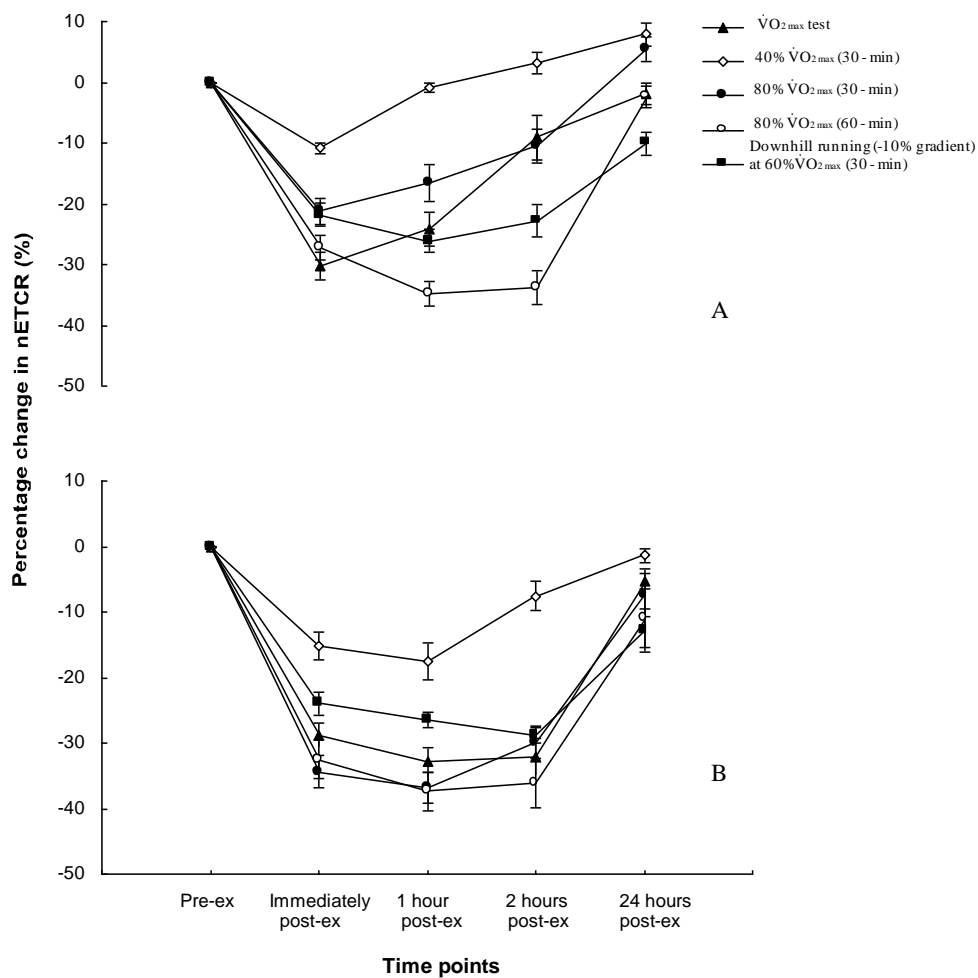 10
0
-10
-20
-30
-40
-50
A
V̇O2 max test
40% V̇O2 max (30 - min)
80% V̇O2 max (30 - min)
80% V̇O2 max (60 - min)
Downhill running (-10% gradient)
at 60% V̇O2 max (30 - min)
Percentage change in nETCR (%)
10
0
-10
-20
-30
-40
-50
B
Pre-ex
Immediately
post-ex
1 hour
post-ex
2 hours
post-ex
24 hours
post-ex
Time points